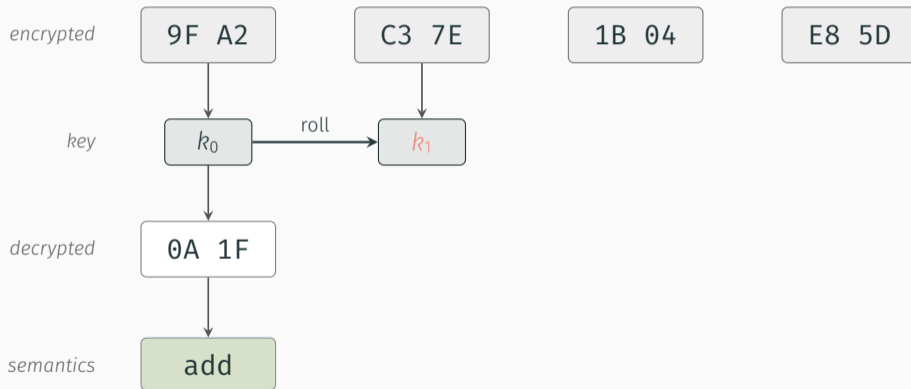 encrypted 9F A2 C3 7E 1B 04 E8 5D
key k₀ roll k₁
decrypted 0A 1F
semantics add